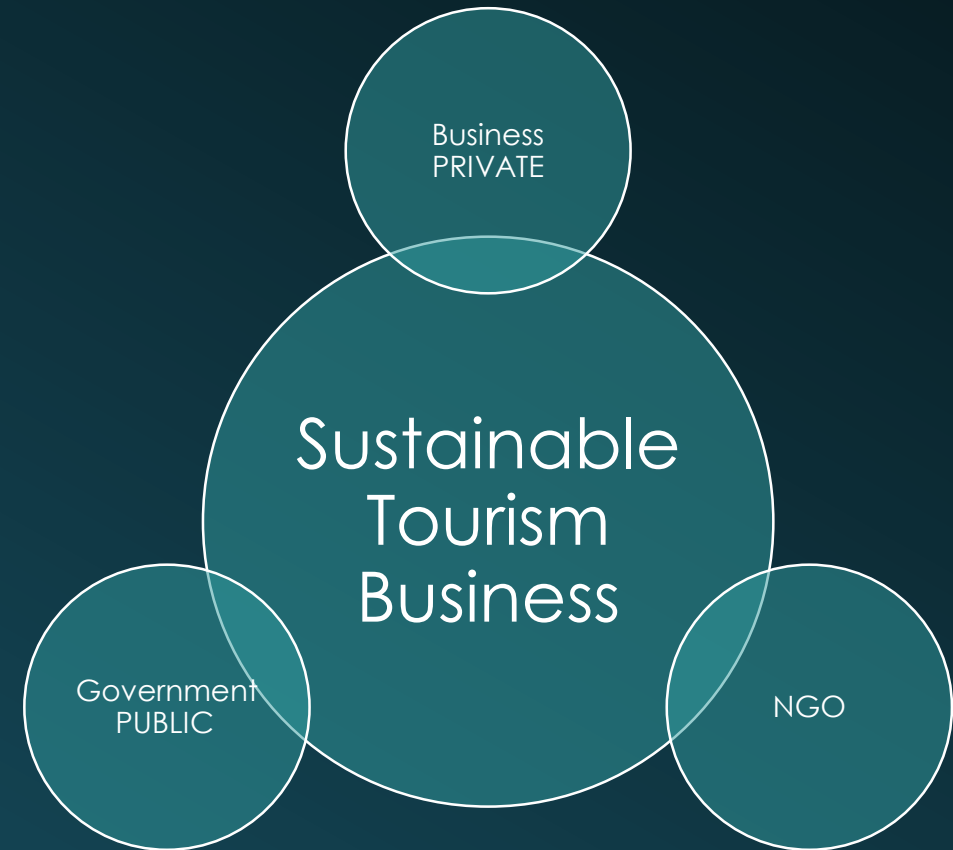 Business
PRIVATE
Sustainable
Tourism
Business
Government
PUBLIC
NGO